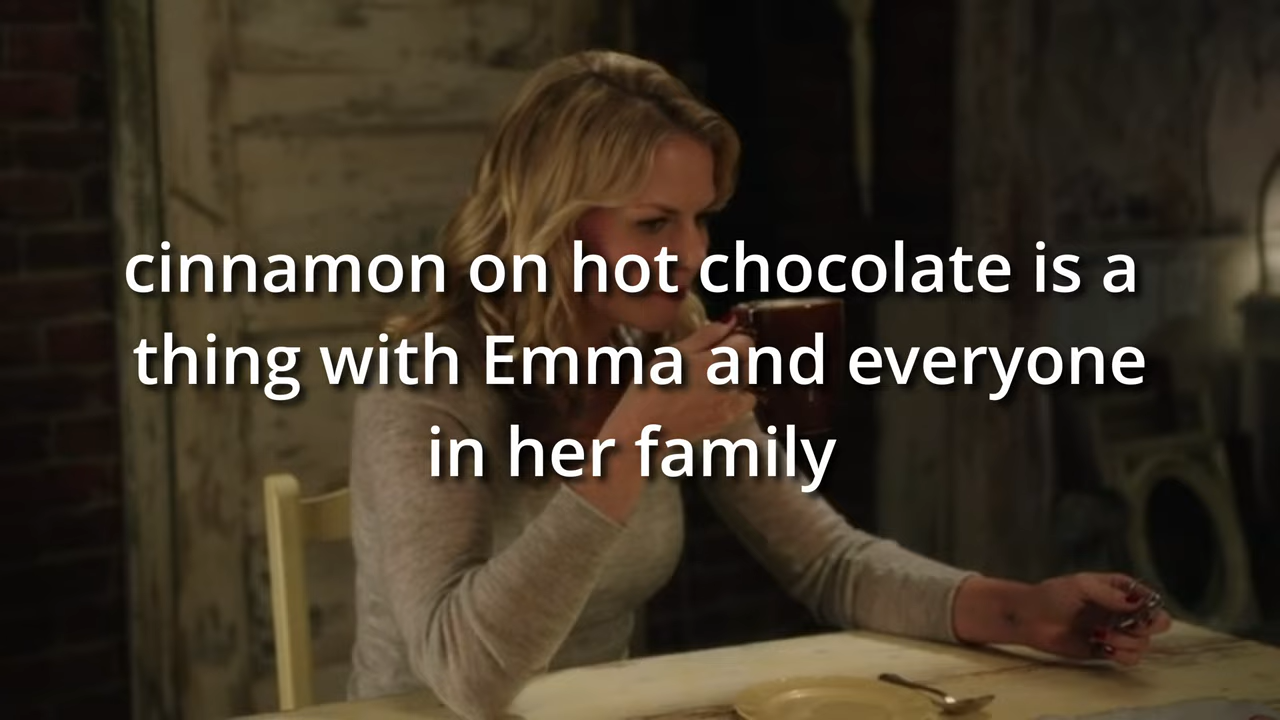 cinnamon on hot chocolate is a
thing with Emma and everyone
in her family